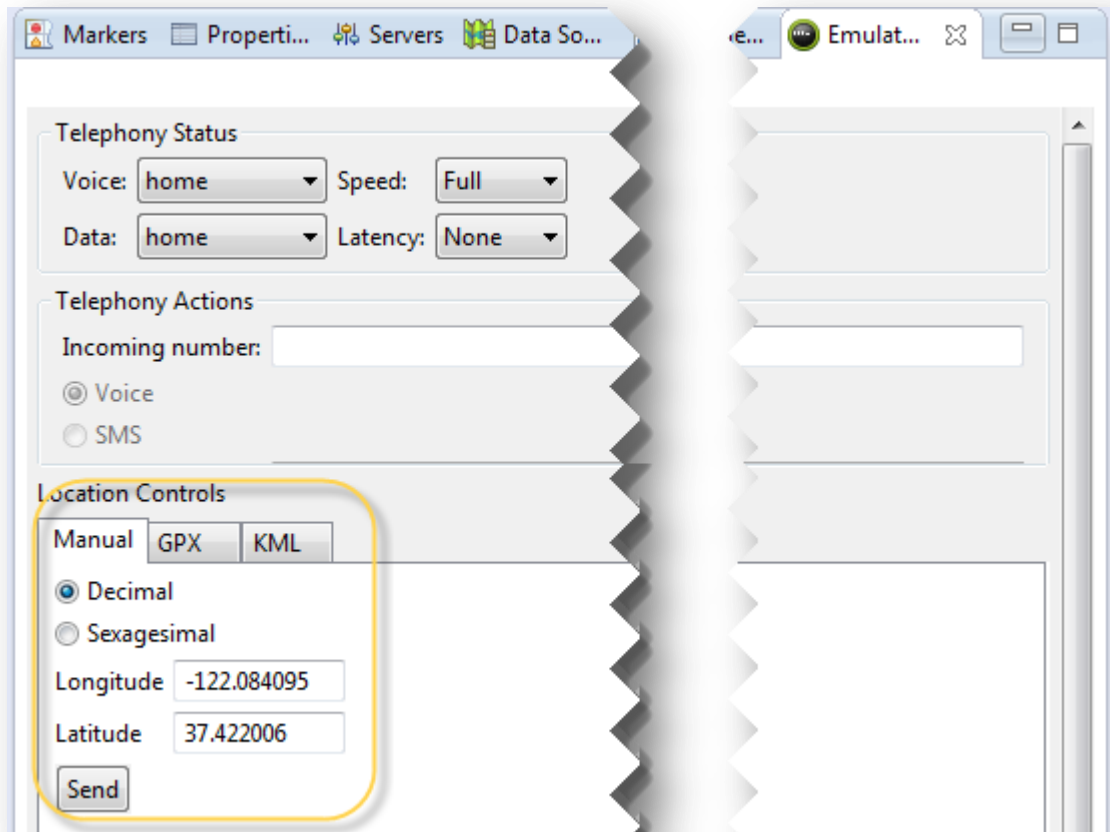 Markers Properti... Servers Data So... e... Emulat...
Telephony Status
Voice: home Speed: Full
Data: home Latency: None
Telephony Actions
Incoming number:
Voice
SMS
Location Controls
Manual GPX KML
Decimal
Sexagesimal
Longitude -122.084095
Latitude 37.422006
Send